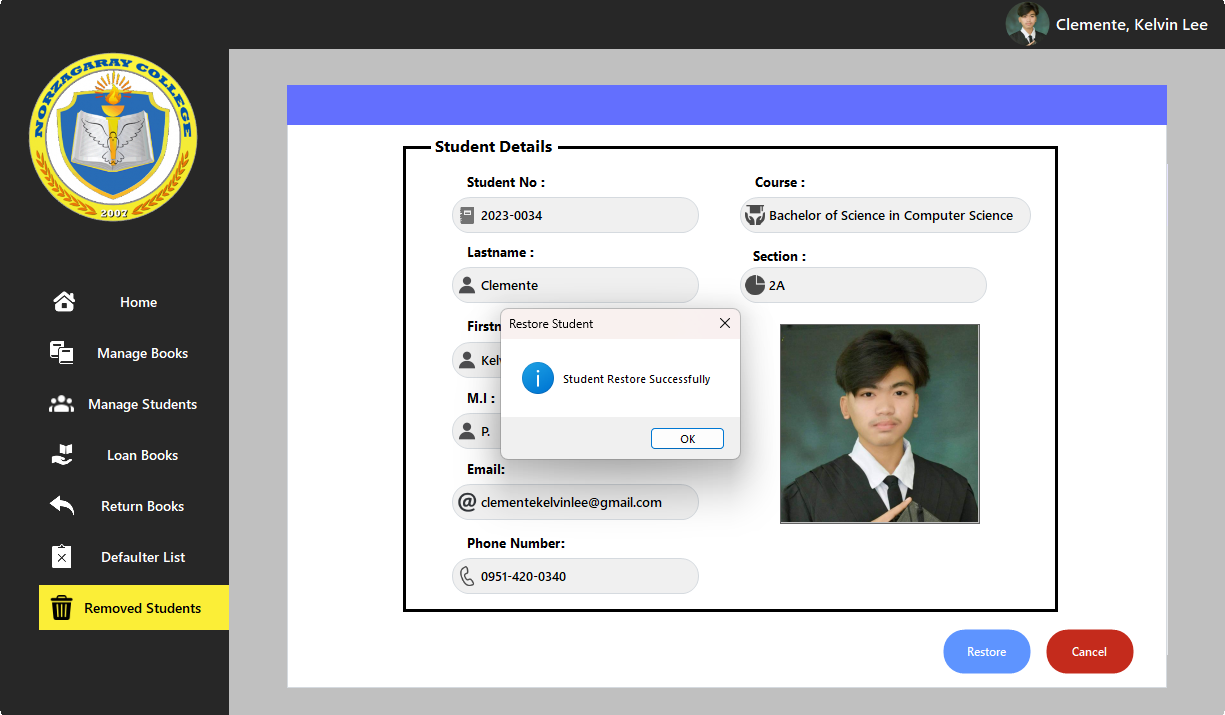 Clemente, Kelvin Lee
NORZAGARAY COLLEGE
2007
Home
Manage Books
Manage Students
Loan Books
Return Books
Defaulter List
Removed Students
Student Details
Student No :
2023-0034
Course :
Bachelor of Science in Computer Science
Lastname :
Clemente
Section :
2A
Firstn
Kel
M.I :
P.
Restore Student
Student Restore Successfully
OK
Email:
clementekelvinlee@gmail.com
Phone Number:
0951-420-0340
Restore
Cancel